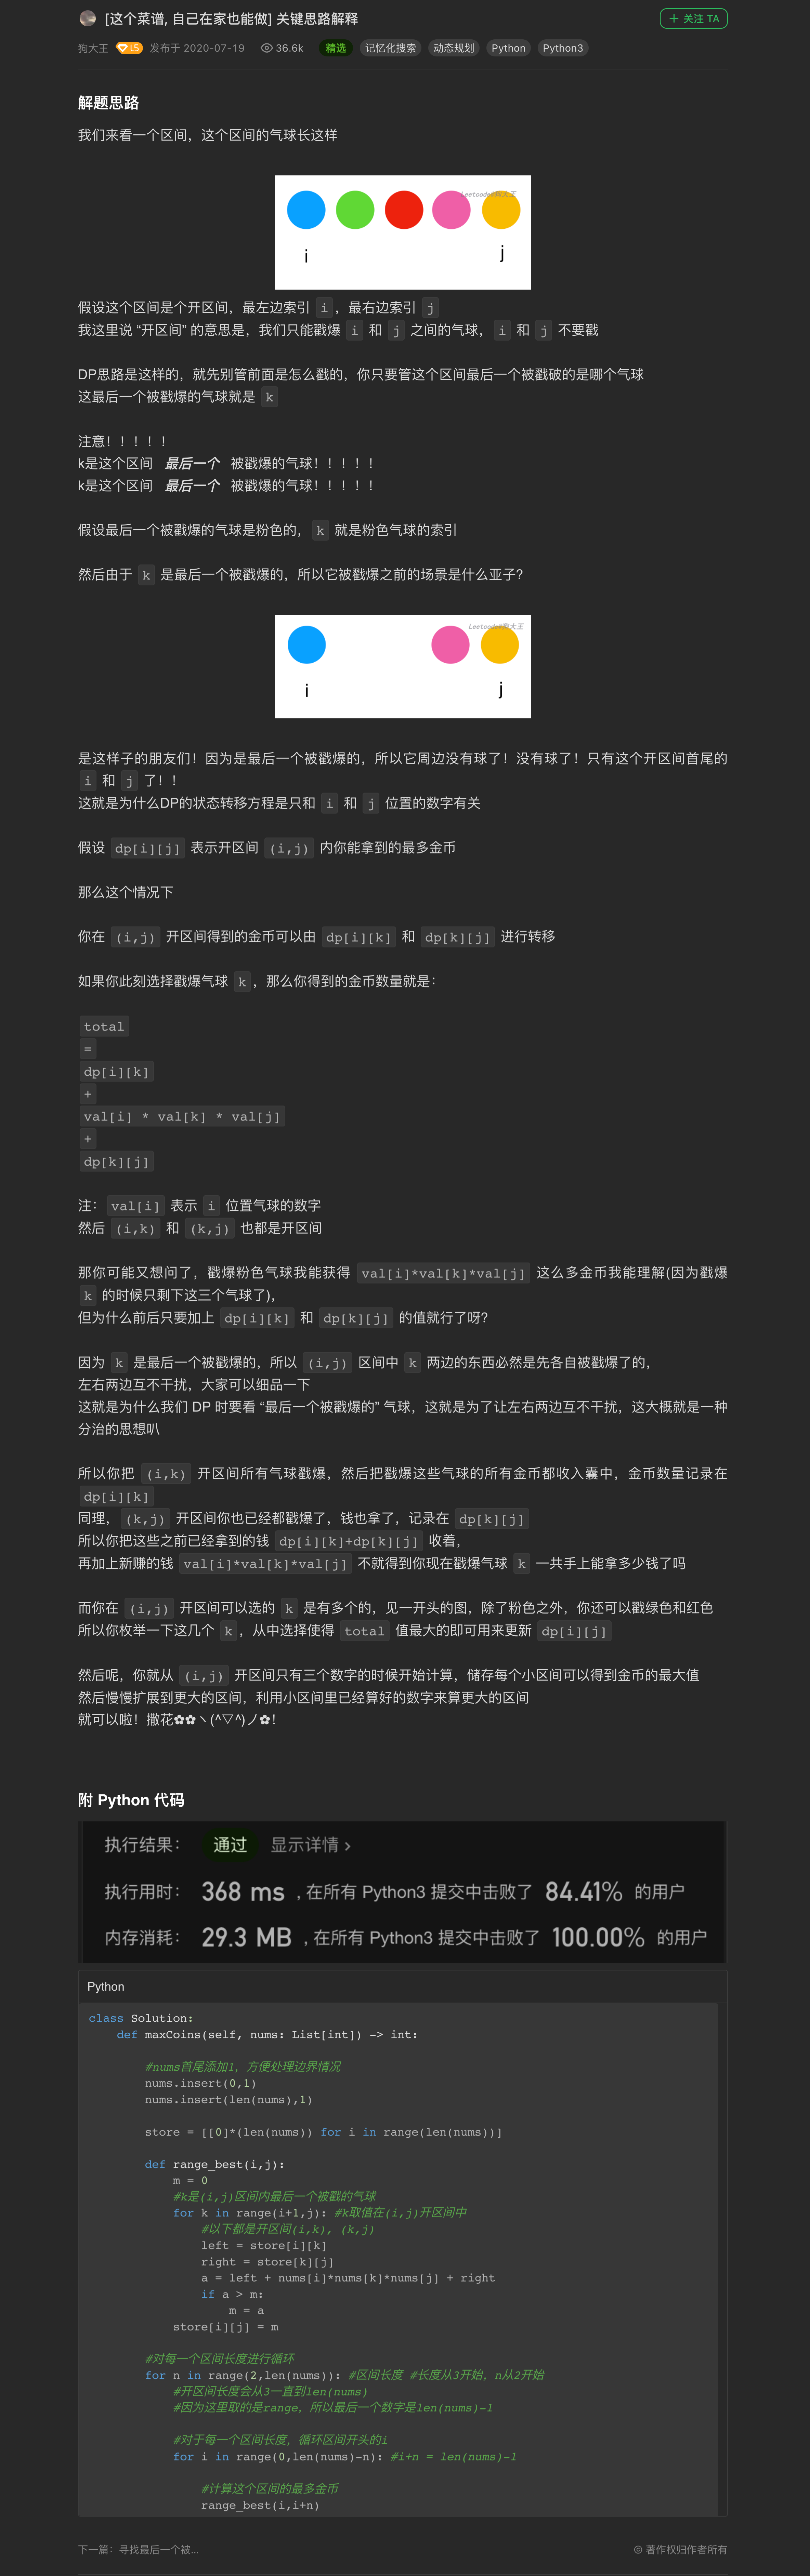 [这个菜谱, 自己在家也能做] 关键思路解释
关注 TA
狗大王 L5 发布于 2020-07-19 36.6k 精选 记忆化搜索 动态规划 Python Python3
解题思路
我们来看一个区间，这个区间的气球长这样
Leetcode@狗大王
i j
假设这个区间是个开区间，最左边索引 i，最右边索引 j
我这里说 “开区间” 的意思是，我们只能戳爆 i 和 j 之间的气球，i 和 j 不要戳
DP思路是这样的，就先别管前面是怎么戳的，你只要管这个区间最后一个被戳破的是哪个气球
这最后一个被戳爆的气球就是 k
注意！！！！！
k是这个区间 最后一个 被戳爆的气球！！！！！
k是这个区间 最后一个 被戳爆的气球！！！！！
假设最后一个被戳爆的气球是粉色的，k 就是粉色气球的索引
然后由于 k 是最后一个被戳爆的，所以它被戳爆之前的场景是什么亚子？
Leetcode@狗大王
i j
是这样子的朋友们！因为是最后一个被戳爆的，所以它周边没有球了！没有球了！只有这个开区间首尾的
i 和 j 了！！
这就是为什么DP的状态转移方程是只和 i 和 j 位置的数字有关
假设 dp[i][j] 表示开区间 (i,j) 内你能拿到的最多金币
那么这个情况下
你在 (i,j) 开区间得到的金币可以由 dp[i][k] 和 dp[k][j] 进行转移
如果你此刻选择戳爆气球 k，那么你得到的金币数量就是：
total
=
dp[i][k]
+
val[i] * val[k] * val[j]
+
dp[k][j]
注：val[i] 表示 i 位置气球的数字
然后 (i,k) 和 (k,j) 也都是开区间
那你可能又想问了，戳爆粉色气球我能获得 val[i]*val[k]*val[j] 这么多金币我能理解(因为戳爆
k 的时候只剩下这三个气球了)，
但为什么前后只要加上 dp[i][k] 和 dp[k][j] 的值就行了呀？
因为 k 是最后一个被戳爆的，所以 (i,j) 区间中 k 两边的东西必然是先各自被戳爆了的，
左右两边互不干扰，大家可以细品一下
这就是为什么我们 DP 时要看 “最后一个被戳爆的” 气球，这就是为了让左右两边互不干扰，这大概就是一种
分治的思想叭
所以你把 (i,k) 开区间所有气球戳爆，然后把戳爆这些气球的所有金币都收入囊中，金币数量记录在
dp[i][k]
同理，(k,j) 开区间你也已经都戳爆了，钱也拿了，记录在 dp[k][j]
所以你把这些之前已经拿到的钱 dp[i][k]+dp[k][j] 收着，
再加上新赚的钱 val[i]*val[k]*val[j] 不就得到你现在戳爆气球 k 一共手上能拿多少钱了吗
而你在 (i,j) 开区间可以选的 k 是有多个的，见一开头的图，除了粉色之外，你还可以戳绿色和红色
所以你枚举一下这几个 k，从中选择使得 total 值最大的即可用来更新 dp[i][j]
然后呢，你就从 (i,j) 开区间只有三个数字的时候开始计算，储存每个小区间可以得到金币的最大值
然后慢慢扩展到更大的区间，利用小区间里已经算好的数字来算更大的区间
就可以啦！撒花✿✿ヽ(^▽^)ノ✿！
附 Python 代码
执行结果： 通过 显示详情 ›
执行用时： 368 ms ，在所有 Python3 提交中击败了 84.41% 的用户
内存消耗： 29.3 MB ，在所有 Python3 提交中击败了 100.00% 的用户
Python
class Solution:
    def maxCoins(self, nums: List[int]) -> int:
        #nums首尾添加1，方便处理边界情况
        nums.insert(0,1)
        nums.insert(len(nums),1)
        store = [[0]*(len(nums)) for i in range(len(nums))]
        def range_best(i,j):
            m = 0
            #k是(i,j)区间内最后一个被戳的气球
            for k in range(i+1,j): #k取值在(i,j)开区间中
                #以下都是开区间(i,k), (k,j)
                left = store[i][k]
                right = store[k][j]
                a = left + nums[i]*nums[k]*nums[j] + right
                if a > m:
                    m = a
            store[i][j] = m
        #对每一个区间长度进行循环
        for n in range(2,len(nums)): #区间长度 #长度从3开始，n从2开始
            #开区间长度会从3一直到len(nums)
            #因为这里取的是range，所以最后一个数字是len(nums)-1
            #对于每一个区间长度，循环区间开头的i
            for i in range(0,len(nums)-n): #i+n = len(nums)-1
                #计算这个区间的最多金币
                range_best(i,i+n)
下一篇：寻找最后一个被...
© 著作权归作者所有